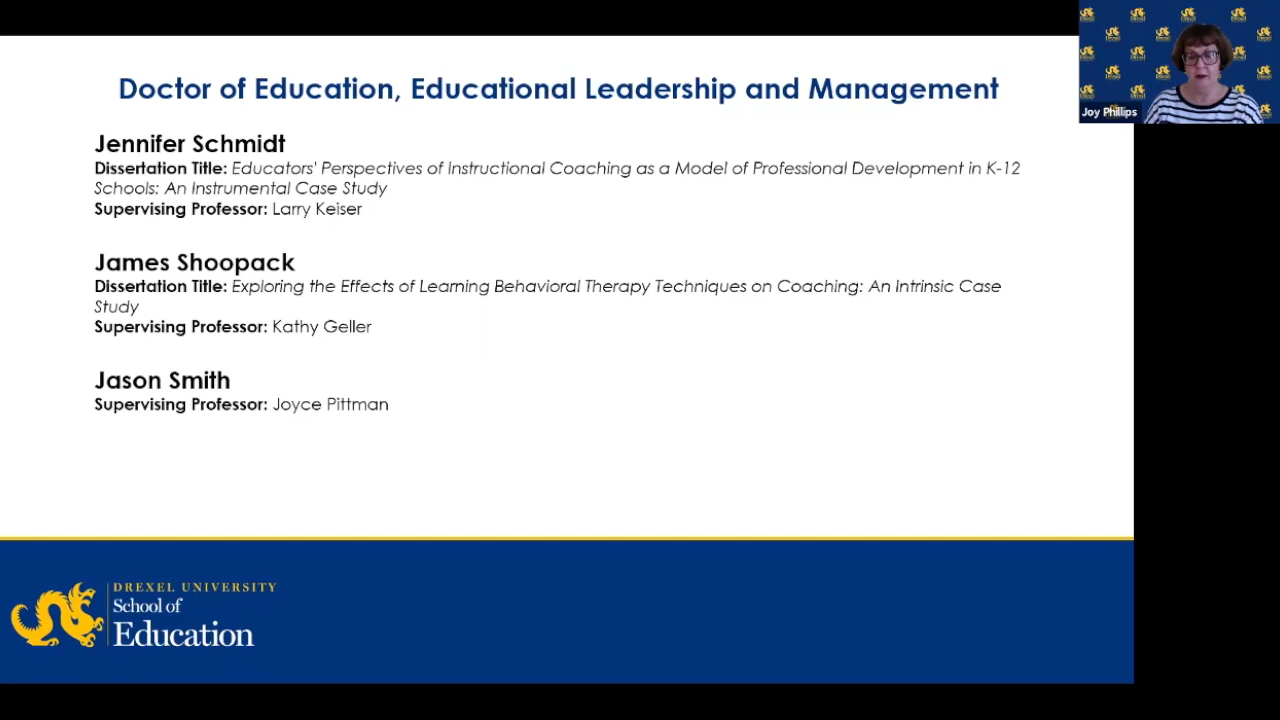 Doctor of Education, Educational Leadership and Management
Joy Phillips
Jennifer Schmidt
Dissertation Title: Educators' Perspectives of Instructional Coaching as a Model of Professional Development in K-12
Schools: An Instrumental Case Study
Supervising Professor: Larry Keiser
James Shoopack
Dissertation Title: Exploring the Effects of Learning Behavioral Therapy Techniques on Coaching: An Intrinsic Case
Study
Supervising Professor: Kathy Geller
Jason Smith
Supervising Professor: Joyce Pittman
DREXEL UNIVERSITY
School of
Education